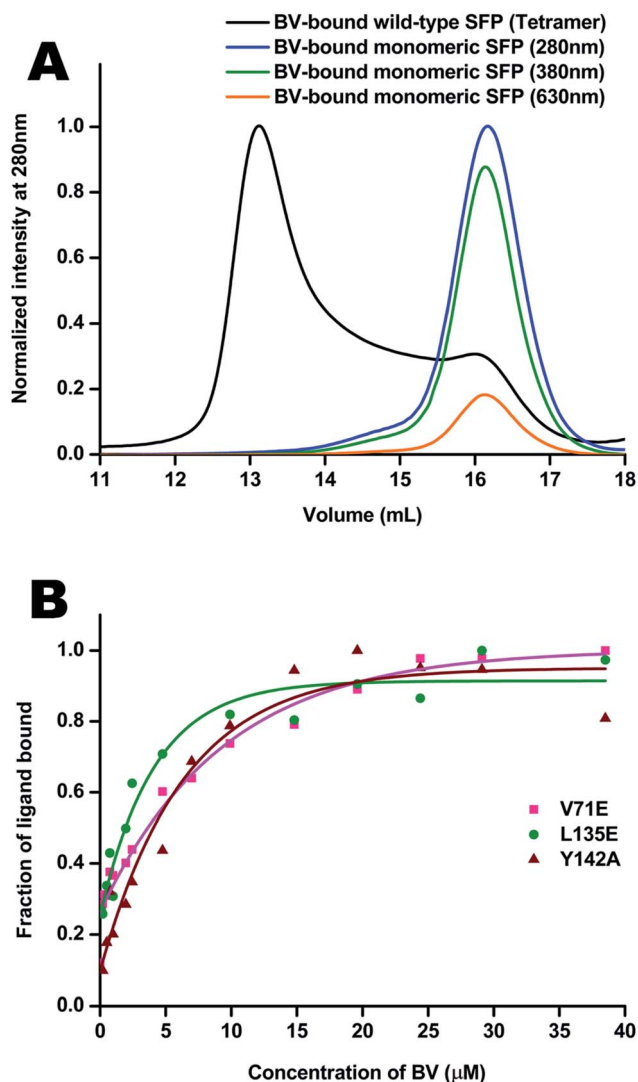 A
BV-bound wild-type SFP (Tetramer)
BV-bound monomeric SFP (280nm)
BV-bound monomeric SFP (380nm)
BV-bound monomeric SFP (630nm)
Normalized intensity at 280nm
1.0
0.8
0.6
0.4
0.2
0.0
11 12 13 14 15 16 17 18
Volume (mL)
B
Fraction of ligand bound
1.0
0.8
0.6
0.4
0.2
0.0
V71E
L135E
Y142A
0 5 10 15 20 25 30 35 40
Concentration of BV (μM)